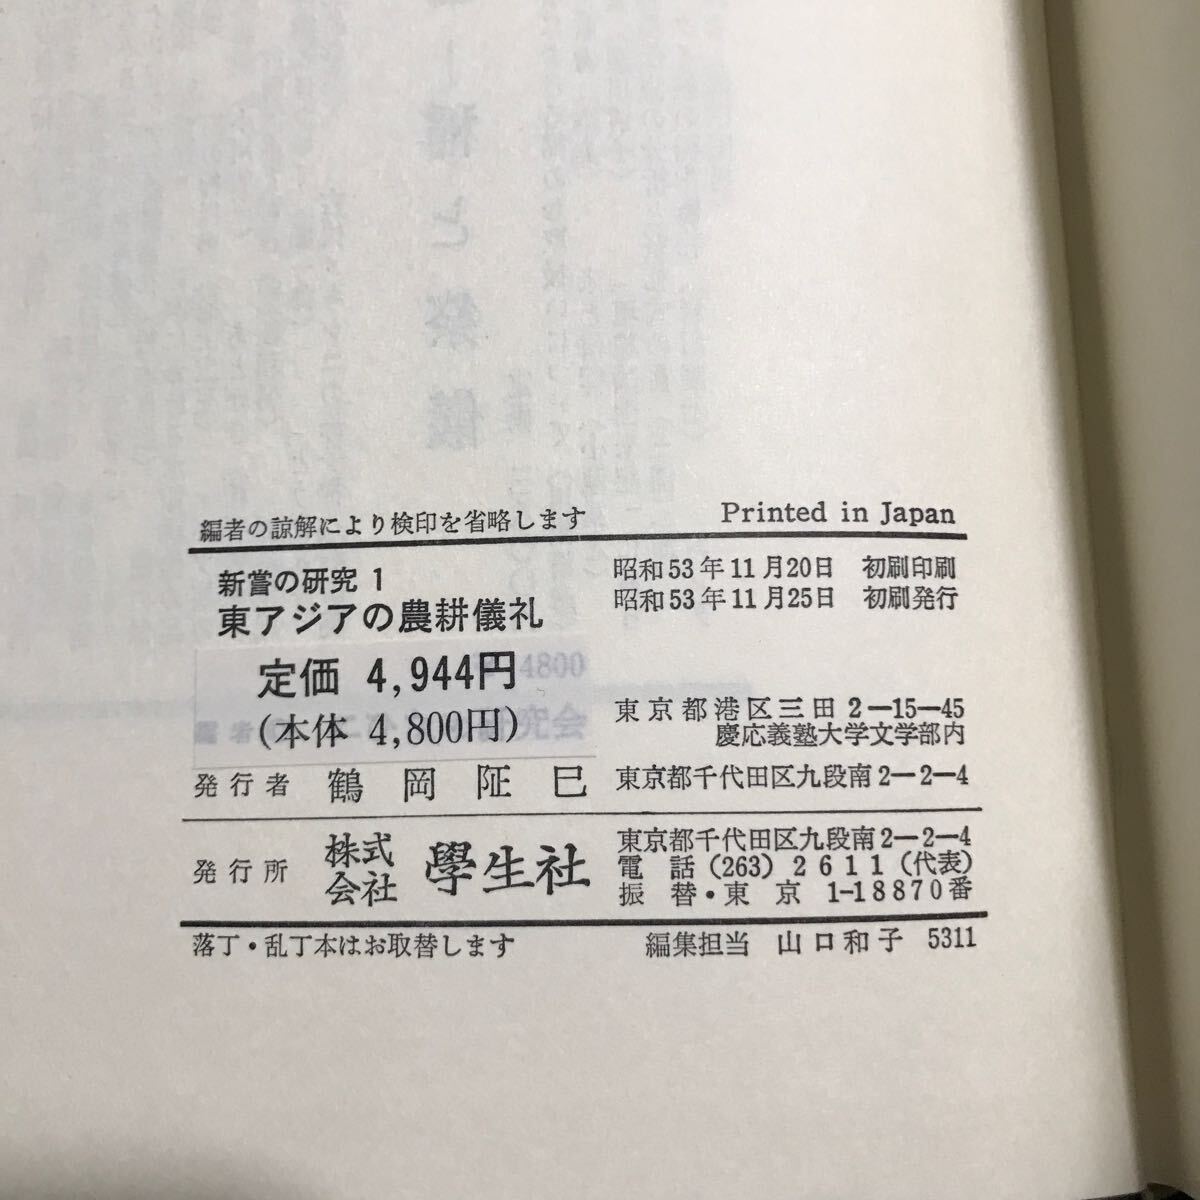 編者の諒解により検印を省略します
Printed in Japan
新嘗の研究 1
東アジアの農耕儀礼
昭和53年11月20日 初刷印刷
昭和53年11月25日 初刷発行
定価 4,944円
4800
(本体 4,800円)
究会
東京都港区三田2―15―45
慶応義塾大学文学部内
発行者 鶴岡阷巳
東京都千代田区九段南2―2―4
発行所 株式会社 學生社
東京都千代田区九段南2―2―4
電話(263)2611(代表)
振替・東京 1-18870番
落丁・乱丁本はお取替します
編集担当 山口和子 5311